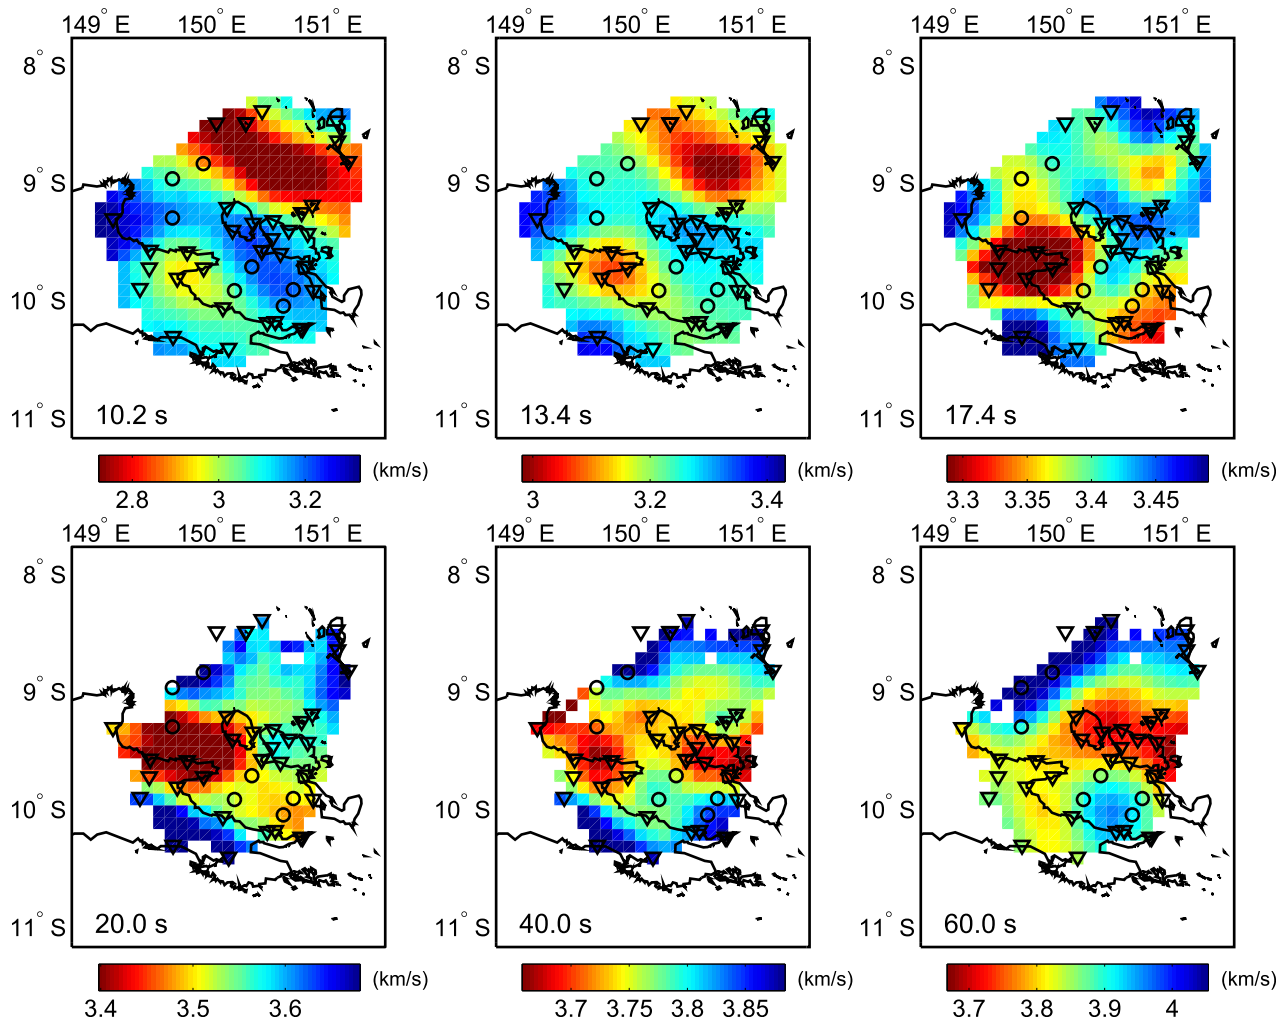 149° E 150° E 151° E 149° E 150° E 151° E 149° E 150° E 151° E
8° S 8° S 8° S
9° S 9° S 9° S
10° S 10° S 10° S
11° S 11° S 11° S
10.2 s 13.4 s 17.4 s
(km/s) (km/s) (km/s)
2.8 3 3.2 3 3.2 3.4 3.3 3.35 3.4 3.45
149° E 150° E 151° E 149° E 150° E 151° E 149° E 150° E 151° E
8° S 8° S 8° S
9° S 9° S 9° S
10° S 10° S 10° S
11° S 11° S 11° S
20.0 s 40.0 s 60.0 s
(km/s) (km/s) (km/s)
3.4 3.5 3.6 3.7 3.75 3.8 3.85 3.7 3.8 3.9 4